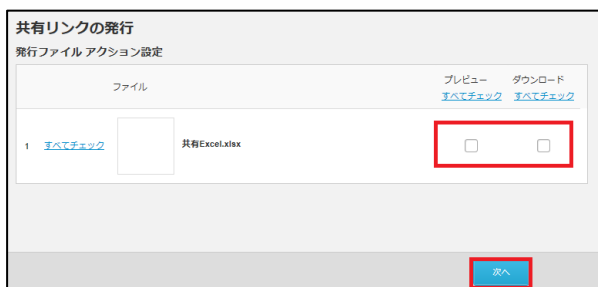 共有リンクの発行
発行ファイル アクション設定
ファイル プレビュー ダウンロード
すべてチェック すべてチェック
1 すべてチェック 共有Excel.xlsx
次へ